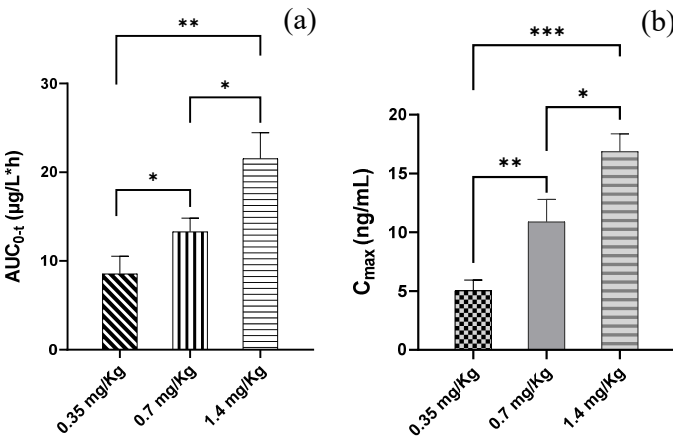 (a)
**
*
*
30
20
10
0
AUC0-t (µg/L*h)
0.35 mg/Kg
0.7 mg/Kg
1.4 mg/Kg
(b)
***
*
**
20
15
10
5
0
Cmax (ng/mL)
0.35 mg/Kg
0.7 mg/Kg
1.4 mg/Kg